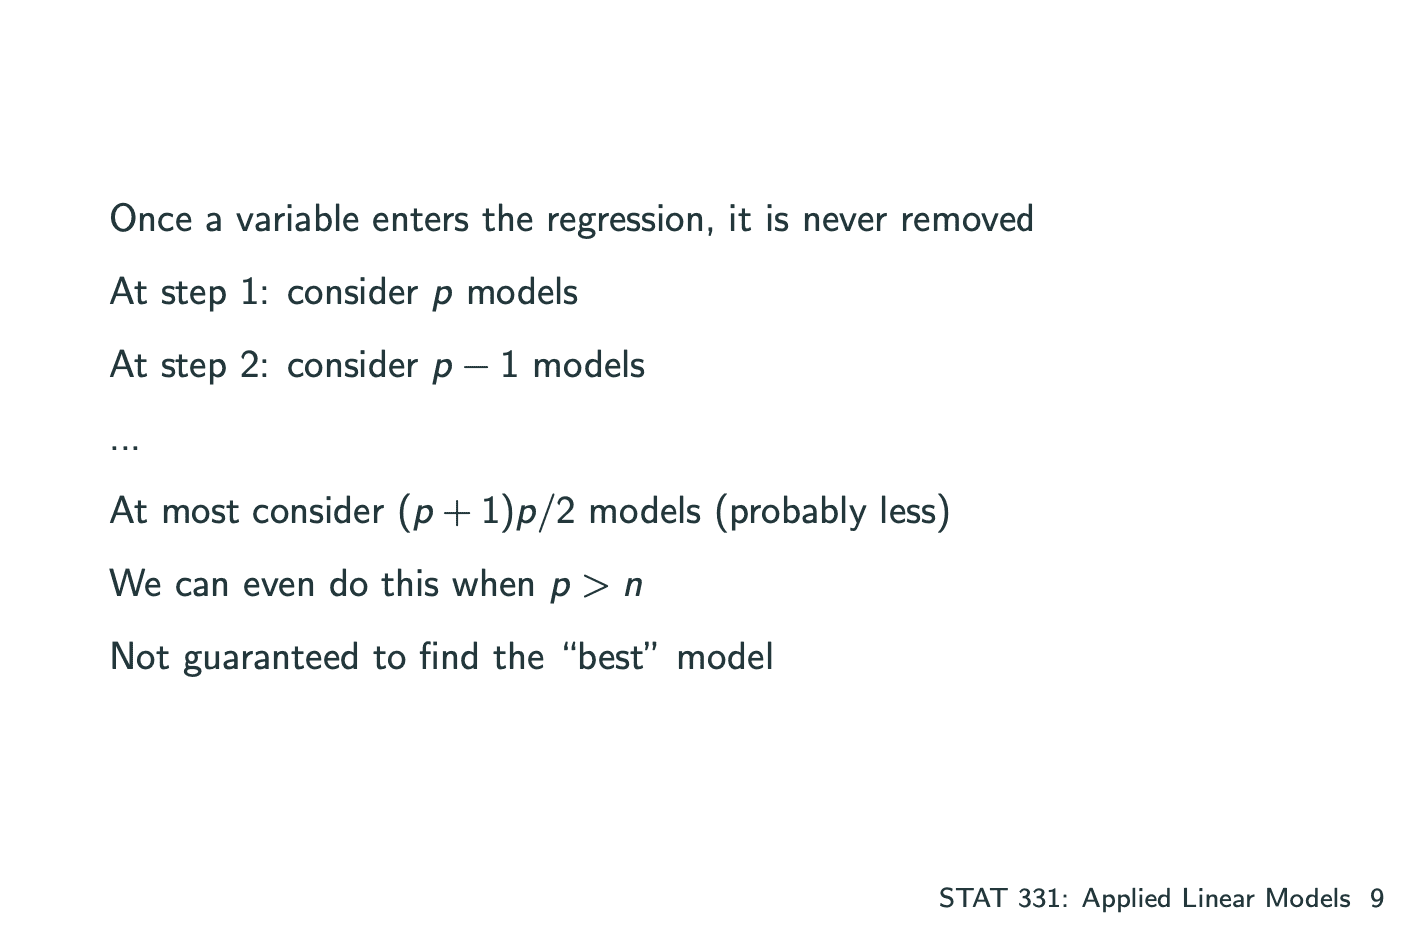 Once a variable enters the regression, it is never removed
At step 1: consider p models
At step 2: consider p − 1 models
...
At most consider (p + 1)p/2 models (probably less)
We can even do this when p > n
Not guaranteed to find the “best” model
STAT 331: Applied Linear Models 9